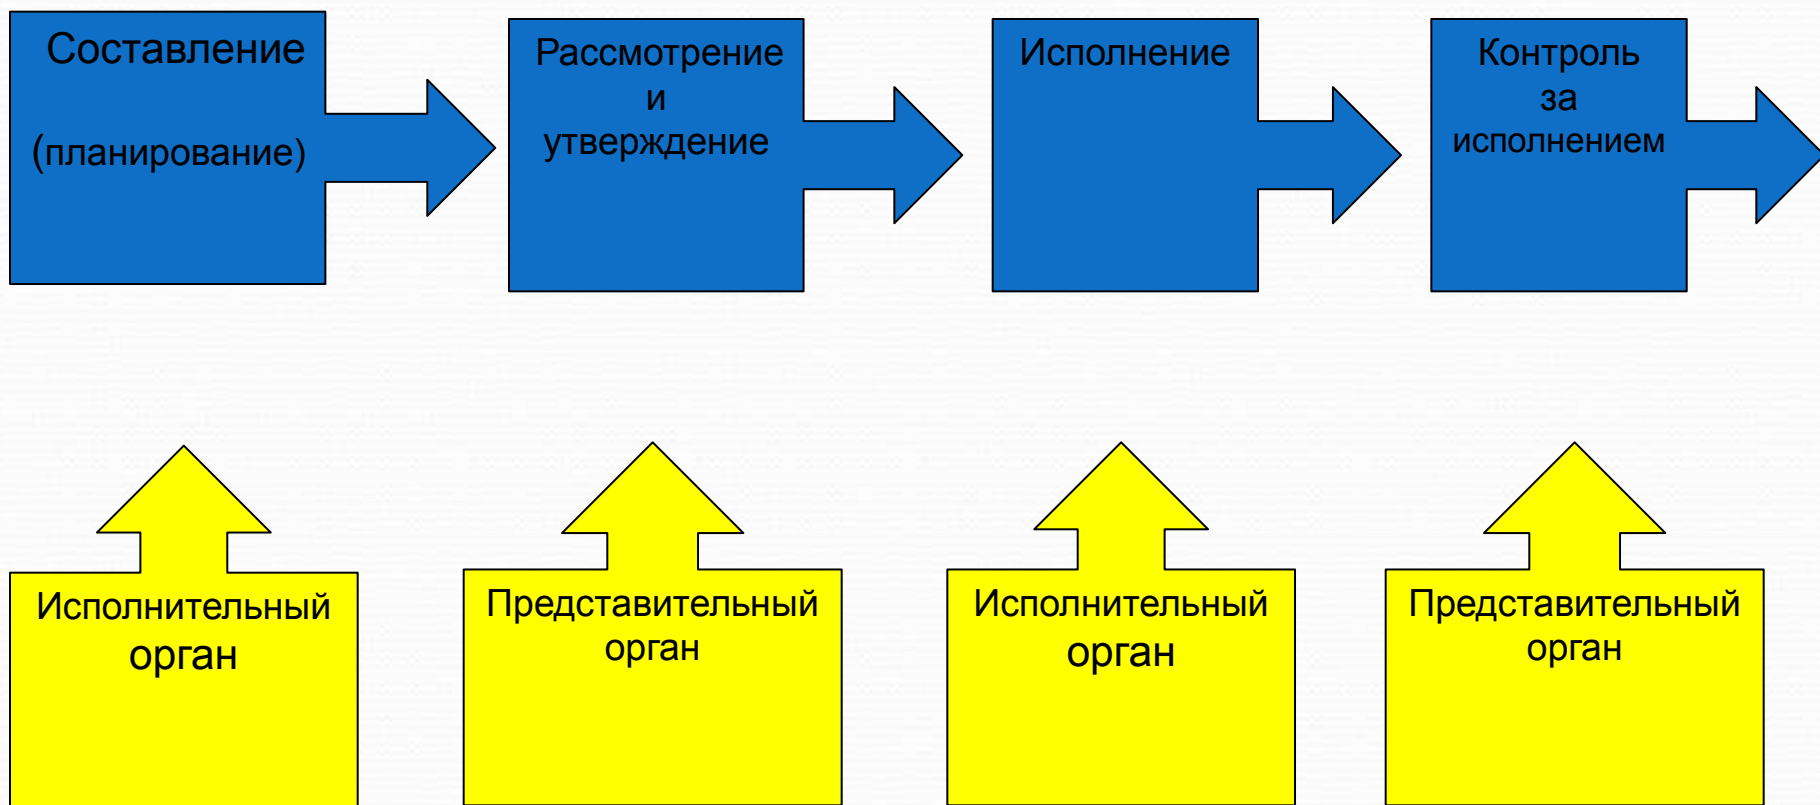 Составление
(планирование)
Рассмотрение
и
утверждение
Исполнение
Контроль
за
исполнением
Исполнительный
орган
Представительный
орган
Исполнительный
орган
Представительный
орган